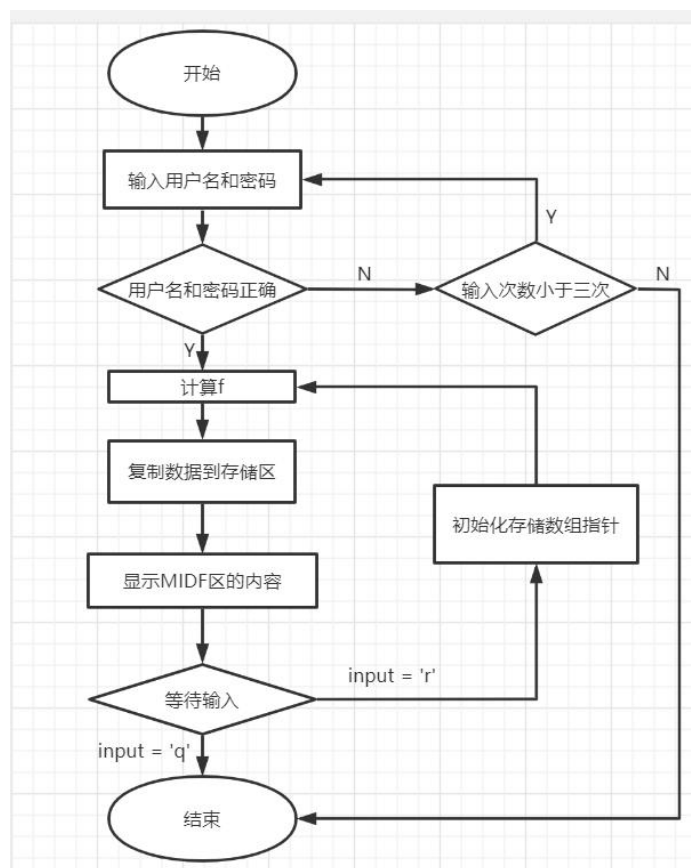 开始
输入用户名和密码
Y
用户名和密码正确
N
输入次数小于三次
N
Y
计算f
复制数据到存储区
初始化存储数组指针
显示MIDF区的内容
等待输入
input = 'r'
input = 'q'
结束